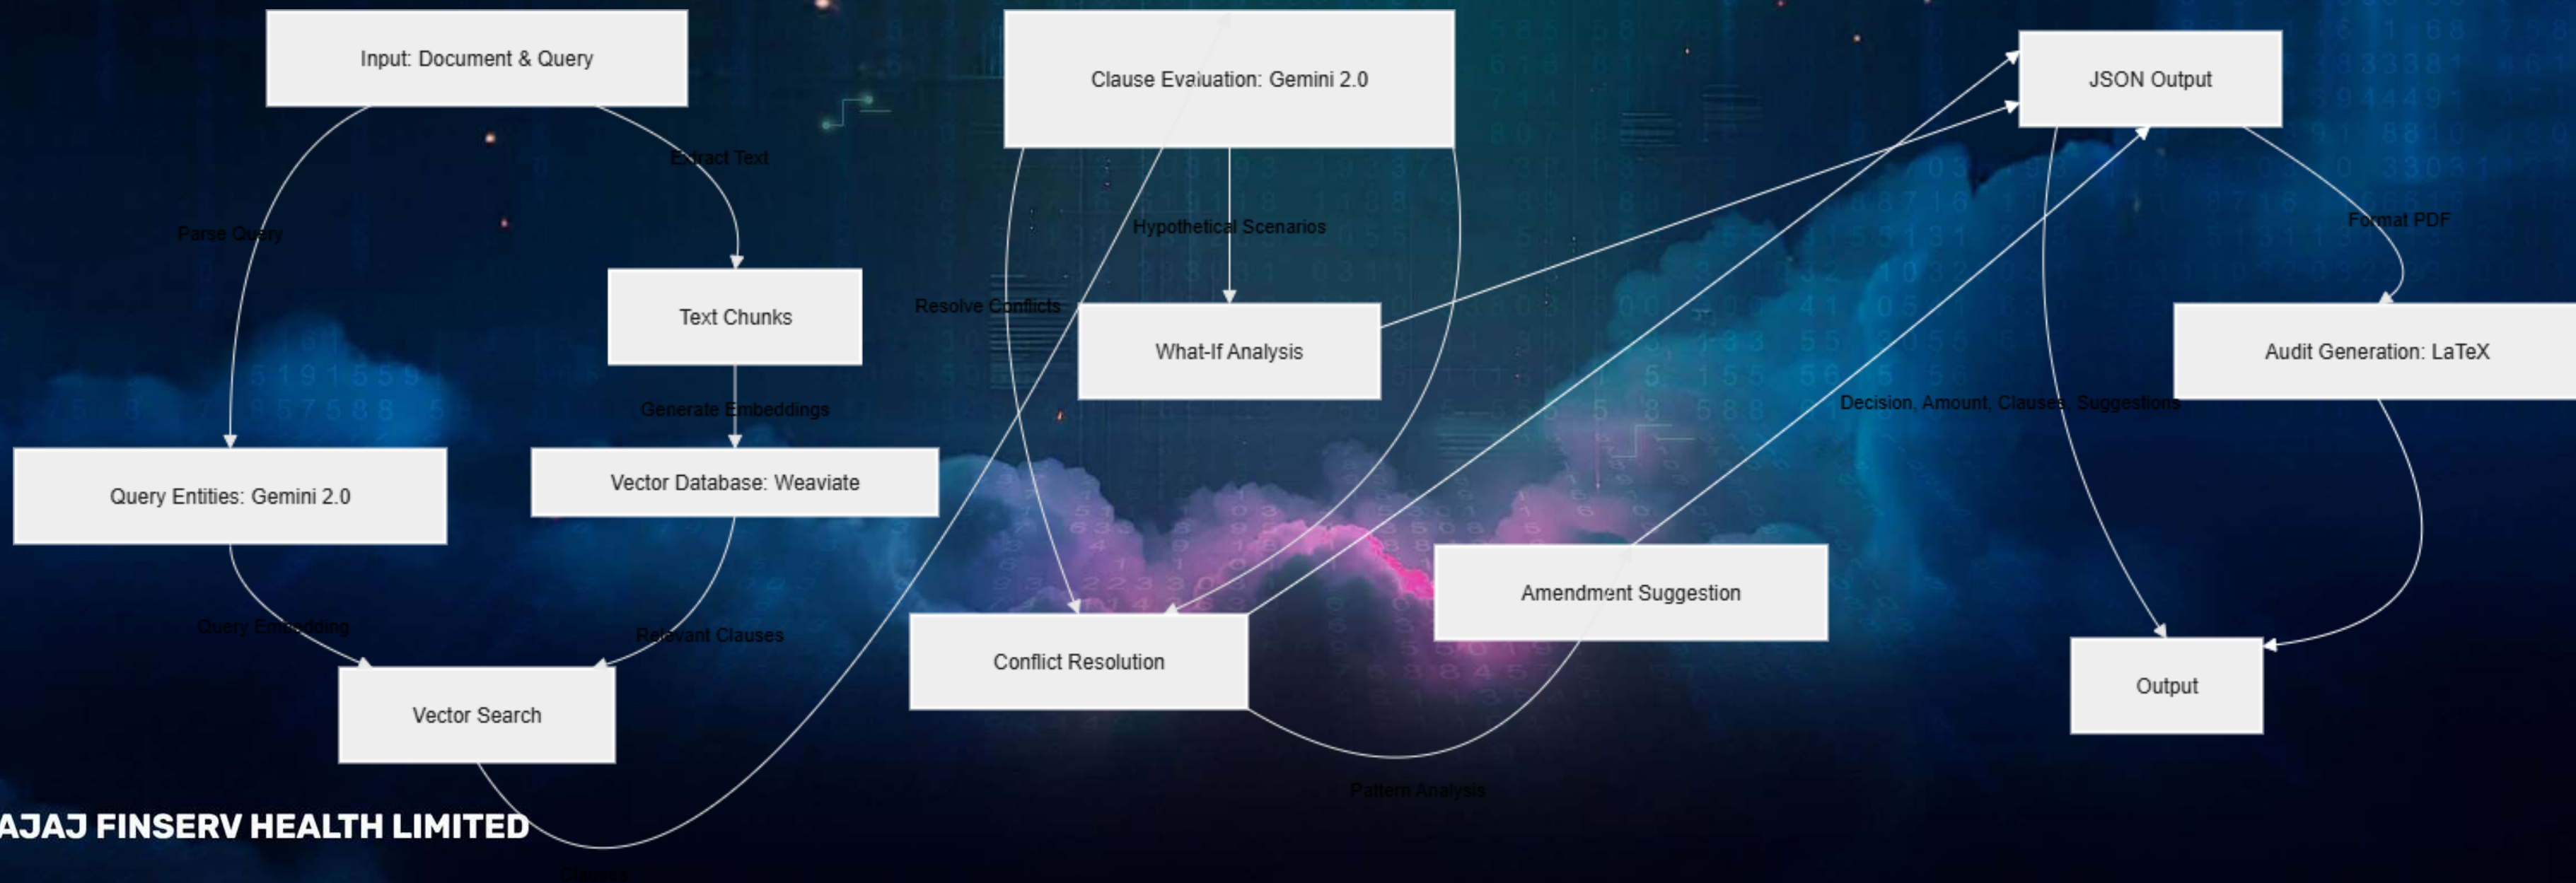 Input: Document & Query
Clause Evaluation: Gemini 2.0
JSON Output
Extract Text
Parse Query
Hypothetical Scenarios
Format PDF
Resolve Conflicts
Text Chunks
What-If Analysis
Audit Generation: LaTeX
Generate Embeddings
Decision, Amount, Clauses, Suggestions
Query Entities: Gemini 2.0
Vector Database: Weaviate
Amendment Suggestion
Query Embedding
Relevant Clauses
Conflict Resolution
Output
Vector Search
Pattern Analysis
AJAJ FINSERV HEALTH LIMITED